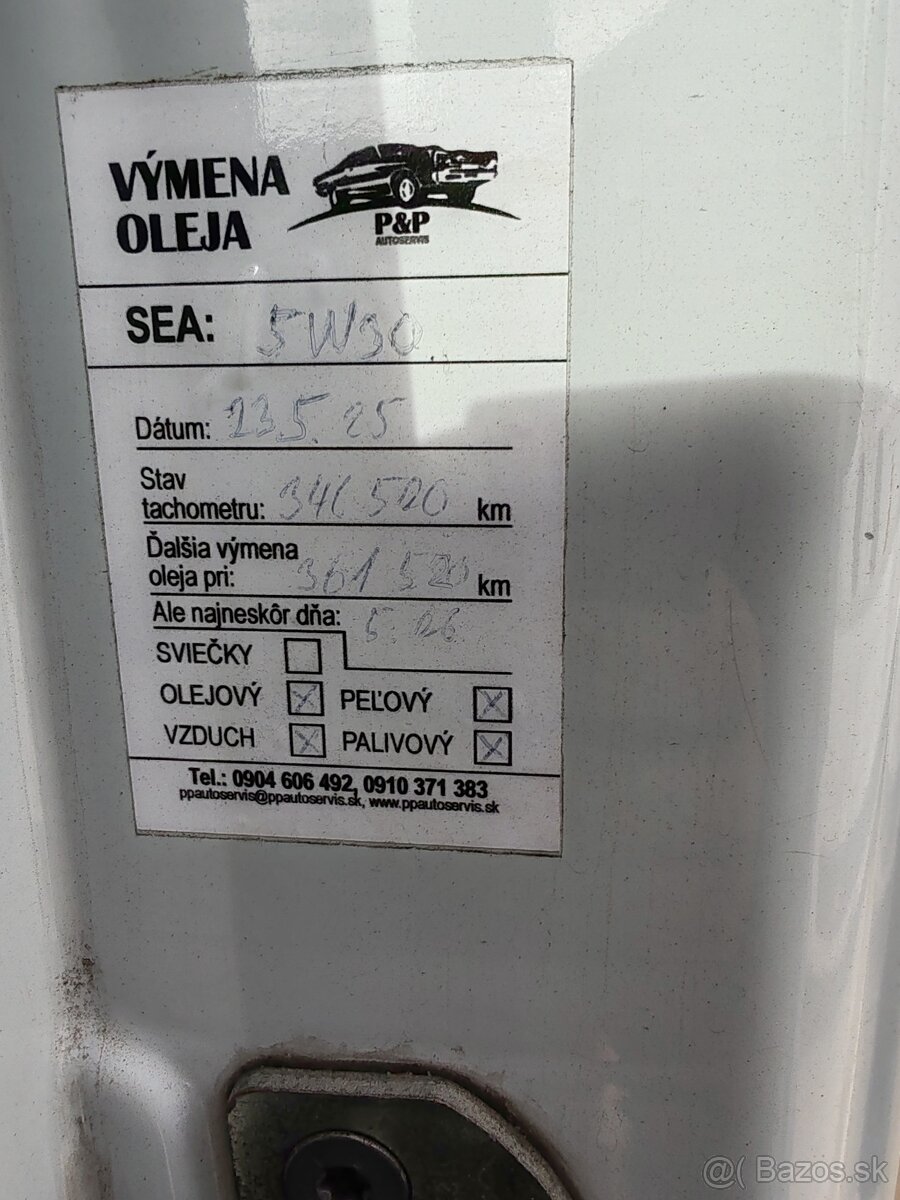 VÝMENA
OLEJA
P&P
AUTOSERVIS
SEA: 5W30
Dátum: 23.5. 25
Stav
tachometru: 341 520 km
Ďalšia výmena
oleja pri: 361 520 km
Ale najneskôr dňa: 5. 26
SVIEČKY
OLEJOVÝ PEĽOVÝ
VZDUCH PALIVOVÝ
Tel.: 0904 606 492, 0910 371 383
ppautoservis@ppautoservis.sk, www.ppautoservis.sk
@( Bazos.sk